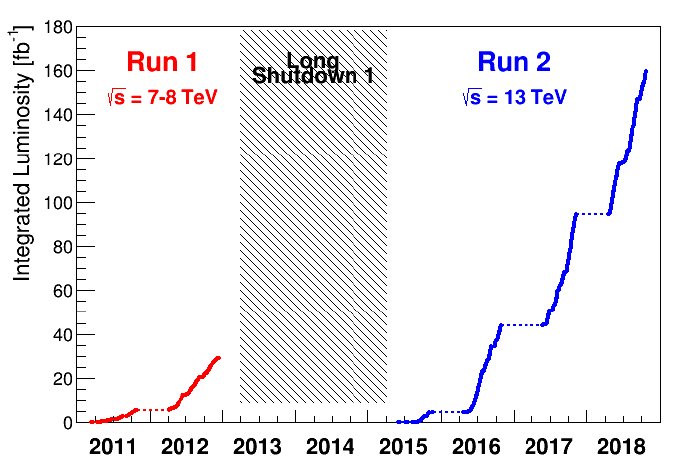 Integrated Luminosity [fb⁻¹]
180
160
140
120
100
80
60
40
20
0
Run 1
√s = 7-8 TeV
Long
Shutdown 1
Run 2
√s = 13 TeV
2011 2012 2013 2014 2015 2016 2017 2018